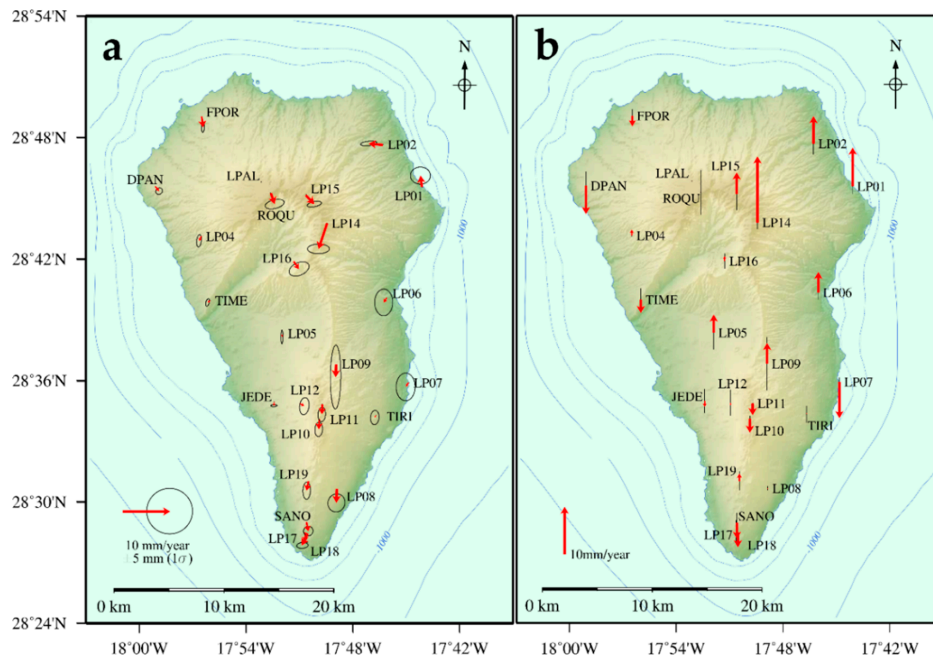 28°54'N
28°48'N
28°42'N
28°36'N
28°30'N
28°24'N
a
N
FPOR
LP02
DPAN
LPAL
LP15
LP01
ROQU
LP14
LP04
LP16
LP06
TIME
LP05
LP09
LP07
JEDE
LP12
LP11
TIRI
LP10
LP19
LP08
SANO
LP17
LP18
-1000
-1000
10 mm/year
± 5 mm (1σ)
0 km
10 km
20 km
18°00'W
17°54'W
17°48'W
17°42'W
b
N
FPOR
LP02
DPAN
LPAL
LP15
LP01
ROQU
LP14
LP04
LP16
LP06
TIME
LP05
LP09
LP07
JEDE
LP12
LP11
TIRI
LP10
LP19
LP08
SANO
LP17
LP18
-1000
-1000
10mm/year
0 km
10 km
20 km
18°00'W
17°54'W
17°48'W
17°42'W